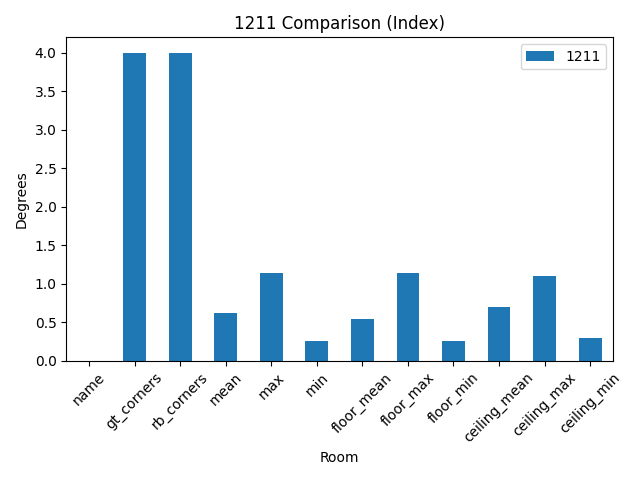 1211 Comparison (Index)
1211
Degrees
4.0
3.5
3.0
2.5
2.0
1.5
1.0
0.5
0.0
name
gt_corners
rb_corners
mean
max
min
floor_mean
floor_max
floor_min
ceiling_mean
ceiling_max
ceiling_min
Room